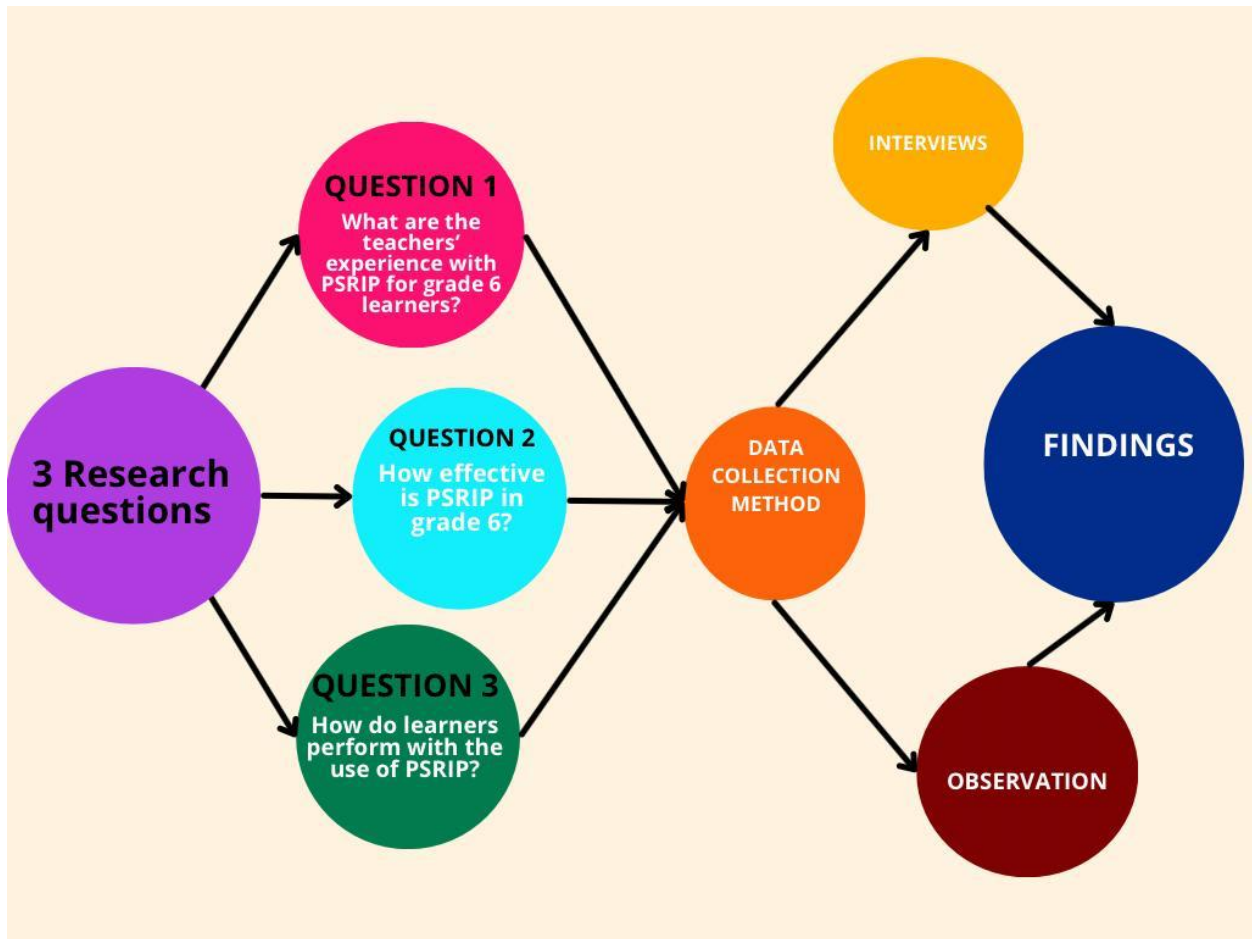 3 Research
questions
QUESTION 1
What are the
teachers’
experience with
PSRIP for grade 6
learners?
QUESTION 2
How effective
is PSRIP in
grade 6?
QUESTION 3
How do learners
perform with the
use of PSRIP?
DATA
COLLECTION
METHOD
INTERVIEWS
FINDINGS
OBSERVATION